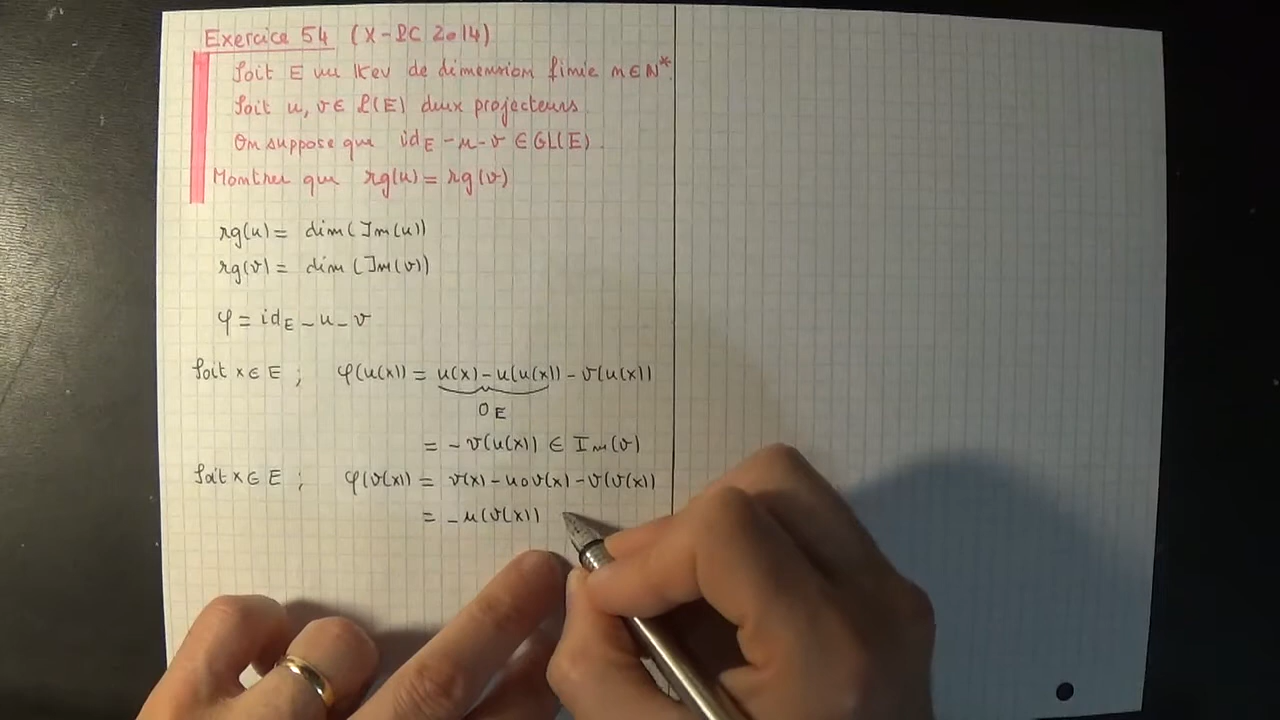 Exercice 54 (X-PC 2014)
Soit E un Kev de dimension finie n∈N*.
Soit u, v ∈ L(E) deux projecteurs.
On suppose que id_E - u - v ∈ GL(E).
Montrer que rg(u) = rg(v)
rg(u) = dim(Im(u))
rg(v) = dim(Im(v))
φ = id_E - u - v
Soit x ∈ E ; φ(u(x)) = u(x) - u(u(x)) - v(u(x))
0_E
= - v(u(x)) ∈ Im(v)
Soit x ∈ E ; φ(v(x)) = v(x) - u∘v(x) - v(v(x))
= - u(v(x))